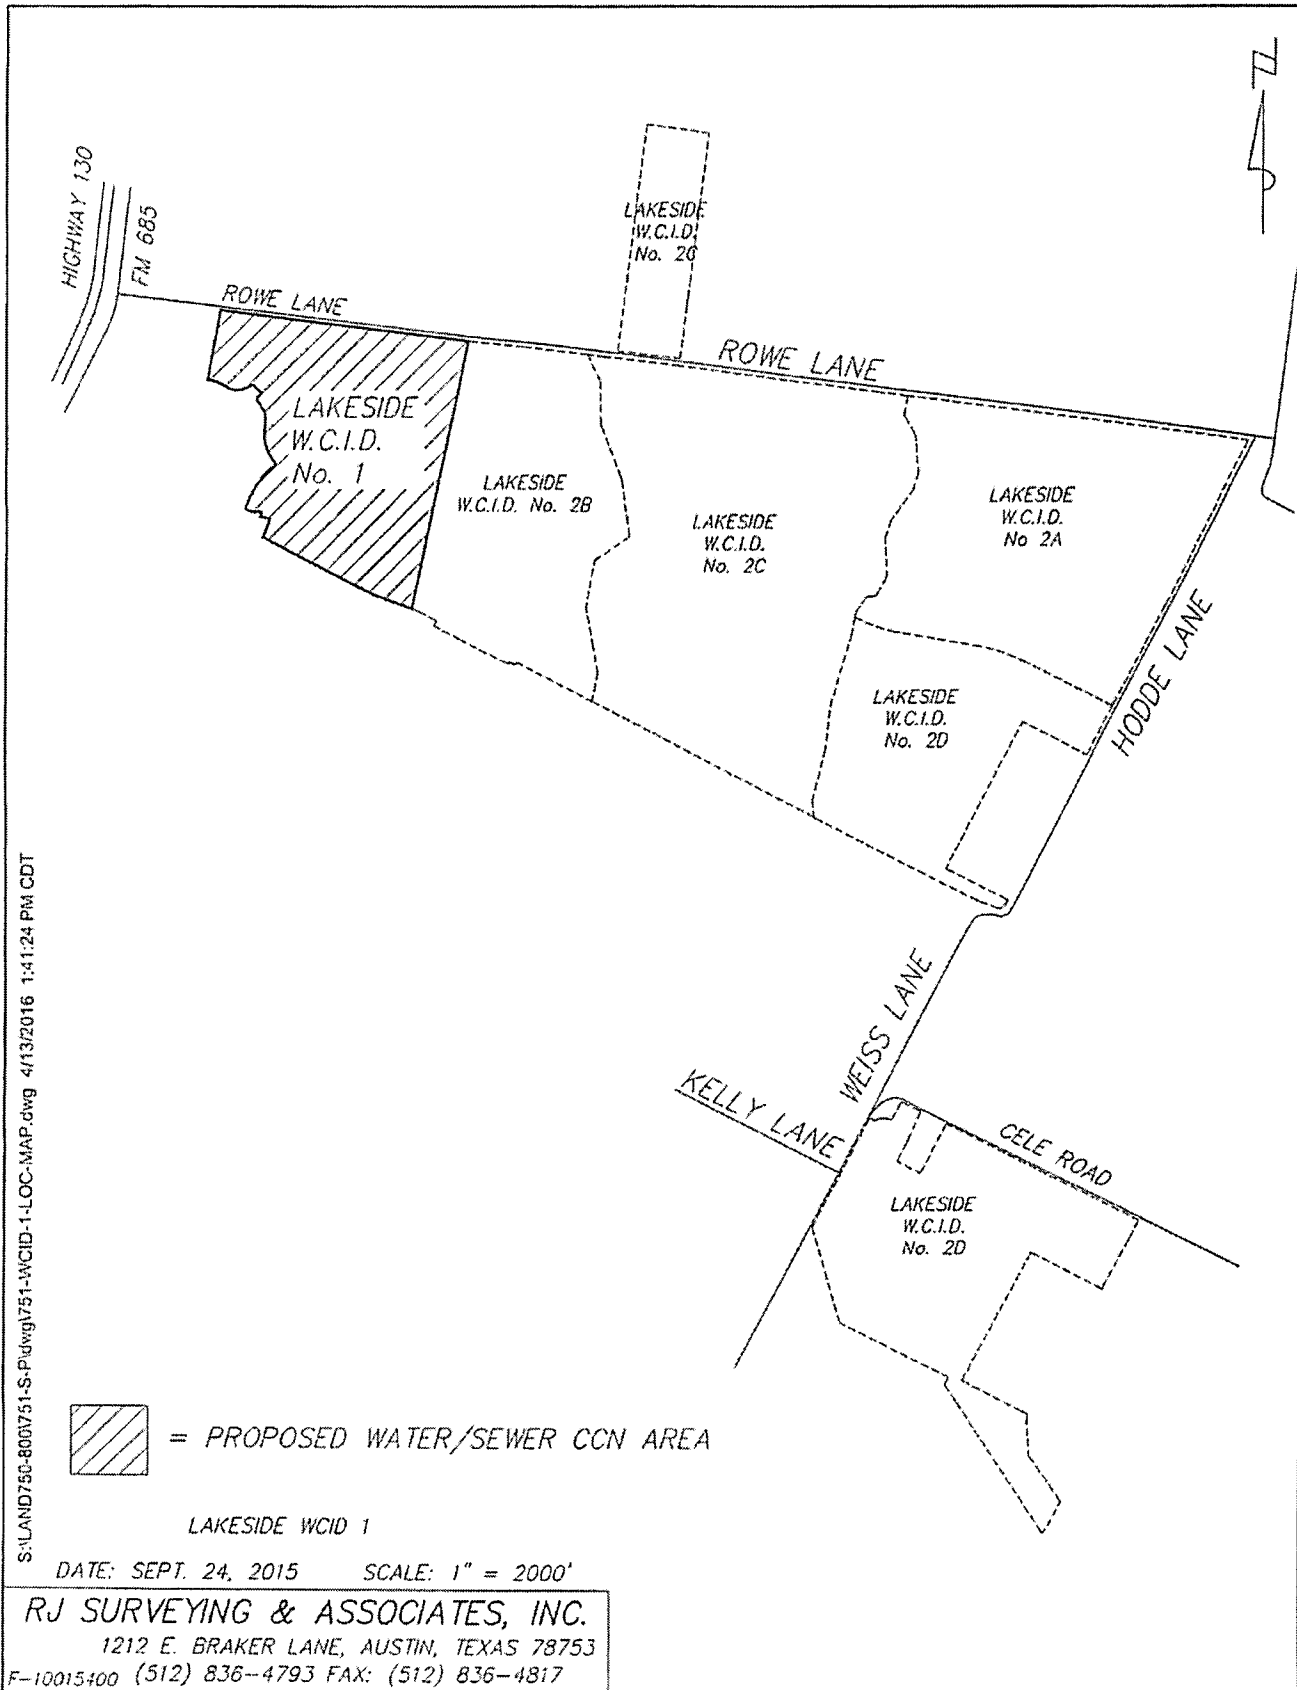 HIGHWAY 130
FM 685
LAKESIDE
W.C.I.D.
No. 2C
ROWE LANE
ROWE LANE
LAKESIDE
W.C.I.D.
No. 1
LAKESIDE
W.C.I.D. No. 2B
LAKESIDE
W.C.I.D.
No. 2C
LAKESIDE
W.C.I.D.
No 2A
HODDE LANE
LAKESIDE
W.C.I.D.
No. 2D
WEISS LANE
KELLY LANE
CELE ROAD
LAKESIDE
W.C.I.D.
No. 2D
S:\LAND750-800\751-S-P\dwg\751-WCID-1-LOC-MAP.dwg 4/13/2016 1:41:24 PM CDT
= PROPOSED WATER/SEWER CCN AREA
LAKESIDE WCID 1
DATE: SEPT. 24, 2015 SCALE: 1" = 2000'
RJ SURVEYING & ASSOCIATES, INC.
1212 E. BRAKER LANE, AUSTIN, TEXAS 78753
F-10015400 (512) 836-4793 FAX: (512) 836-4817